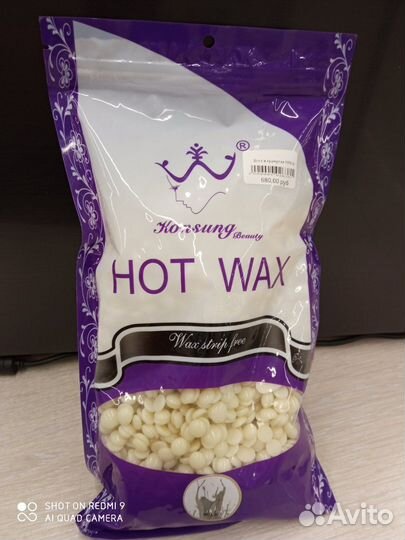 680,00 руб
®
Konsung
Beauty
HOT WAX
Wax strip free
SHOT ON REDMI 9
AI QUAD CAMERA
Avito